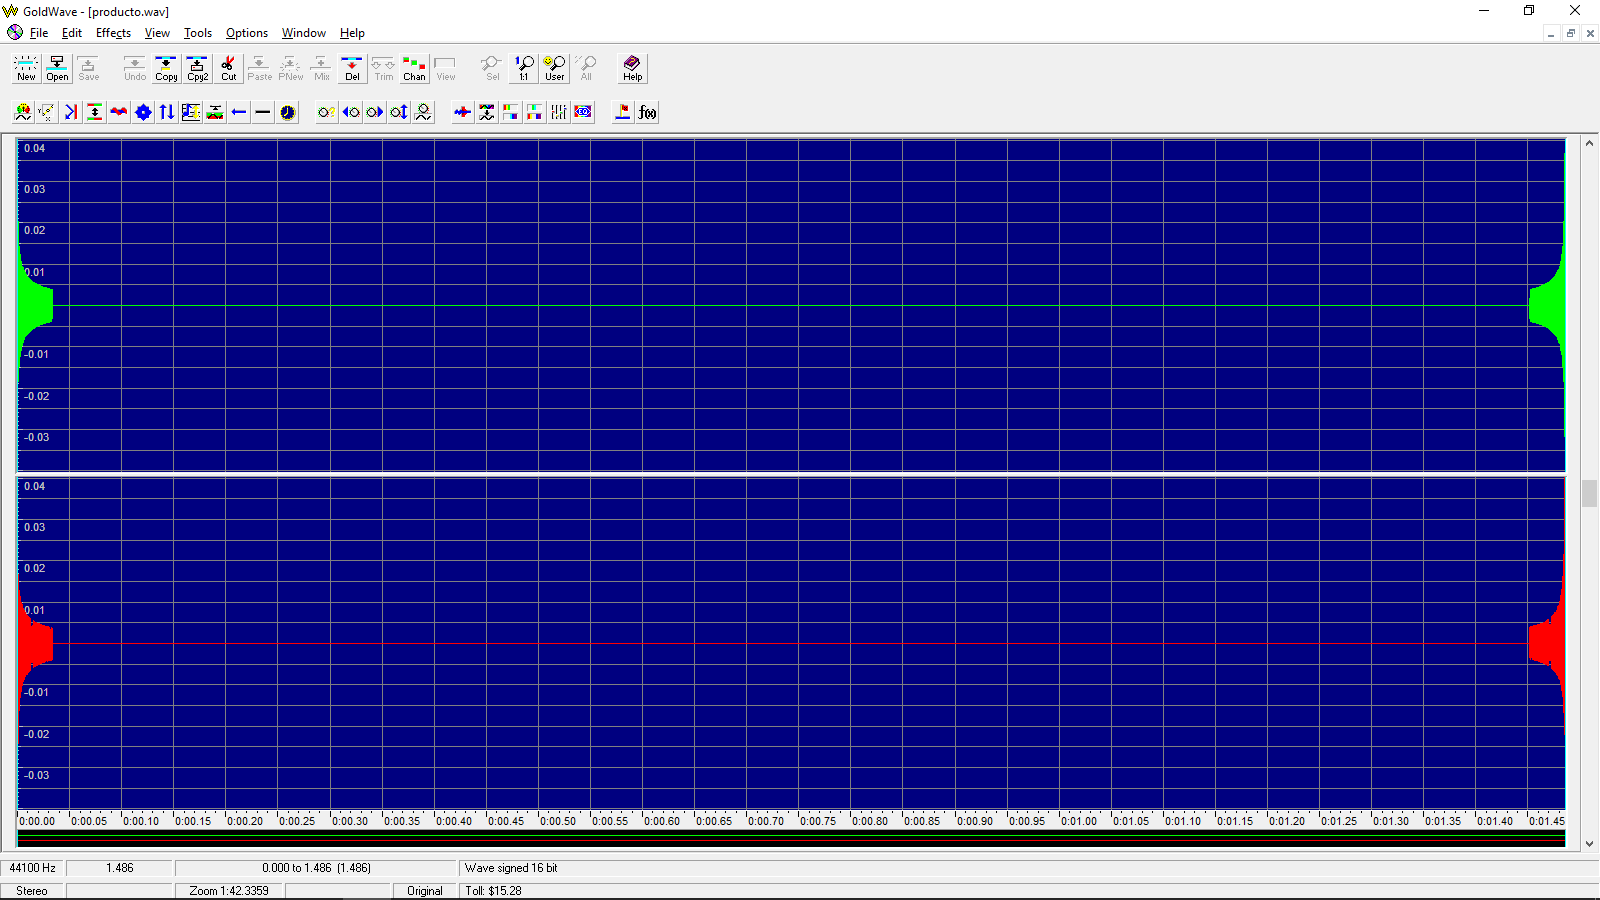 GoldWave - [producto.wav]
File Edit Effects View Tools Options Window Help
New Open Save Undo Copy Cpy2 Cut Paste PNew Mix Del Trim Chan View Sel 1:1 User All Help
f(x)
0.04
0.03
0.02
0.01
-0.01
-0.02
-0.03
0.04
0.03
0.02
0.01
-0.01
-0.02
-0.03
0:00.00 0:00.05 0:00.10 0:00.15 0:00.20 0:00.25 0:00.30 0:00.35 0:00.40 0:00.45 0:00.50 0:00.55 0:00.60 0:00.65 0:00.70 0:00.75 0:00.80 0:00.85 0:00.90 0:00.95 0:01.00 0:01.05 0:01.10 0:01.15 0:01.20 0:01.25 0:01.30 0:01.35 0:01.40 0:01.45
44100 Hz 1.486 0.000 to 1.486 (1.486) Wave signed 16 bit
Stereo Zoom 1:42.3359 Original Toll: $15.28